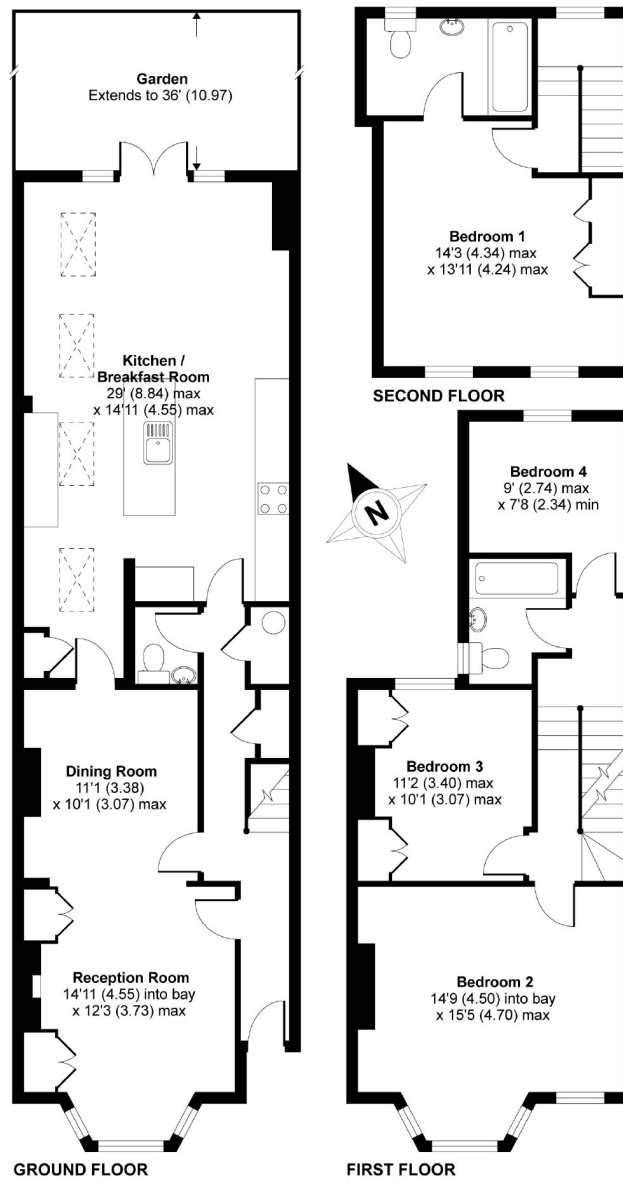 Garden
Extends to 36' (10.97)
Kitchen /
Breakfast Room
29' (8.84) max
x 14'11 (4.55) max
Dining Room
11'1 (3.38)
x 10'1 (3.07) max
Reception Room
14'11 (4.55) into bay
x 12'3 (3.73) max
GROUND FLOOR
Bedroom 1
14'3 (4.34) max
x 13'11 (4.24) max
SECOND FLOOR
N
Bedroom 4
9' (2.74) max
x 7'8 (2.34) min
Bedroom 3
11'2 (3.40) max
x 10'1 (3.07) max
Bedroom 2
14'9 (4.50) into bay
x 15'5 (4.70) max
FIRST FLOOR